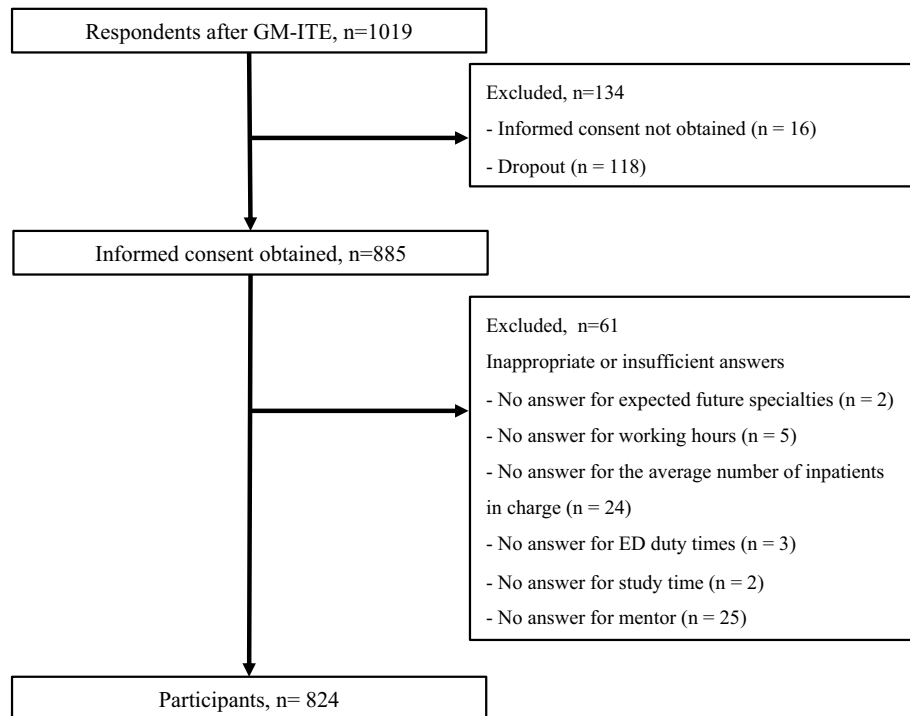 Respondents after GM-ITE, n=1019
Excluded, n=134
- Informed consent not obtained (n = 16)
- Dropout (n = 118)
Informed consent obtained, n=885
Excluded,  n=61
Inappropriate or insufficient answers
- No answer for expected future specialties (n = 2)
- No answer for working hours (n = 5)
- No answer for the average number of inpatients
in charge (n = 24)
- No answer for ED duty times (n = 3)
- No answer for study time (n = 2)
- No answer for mentor (n = 25)
Participants, n= 824